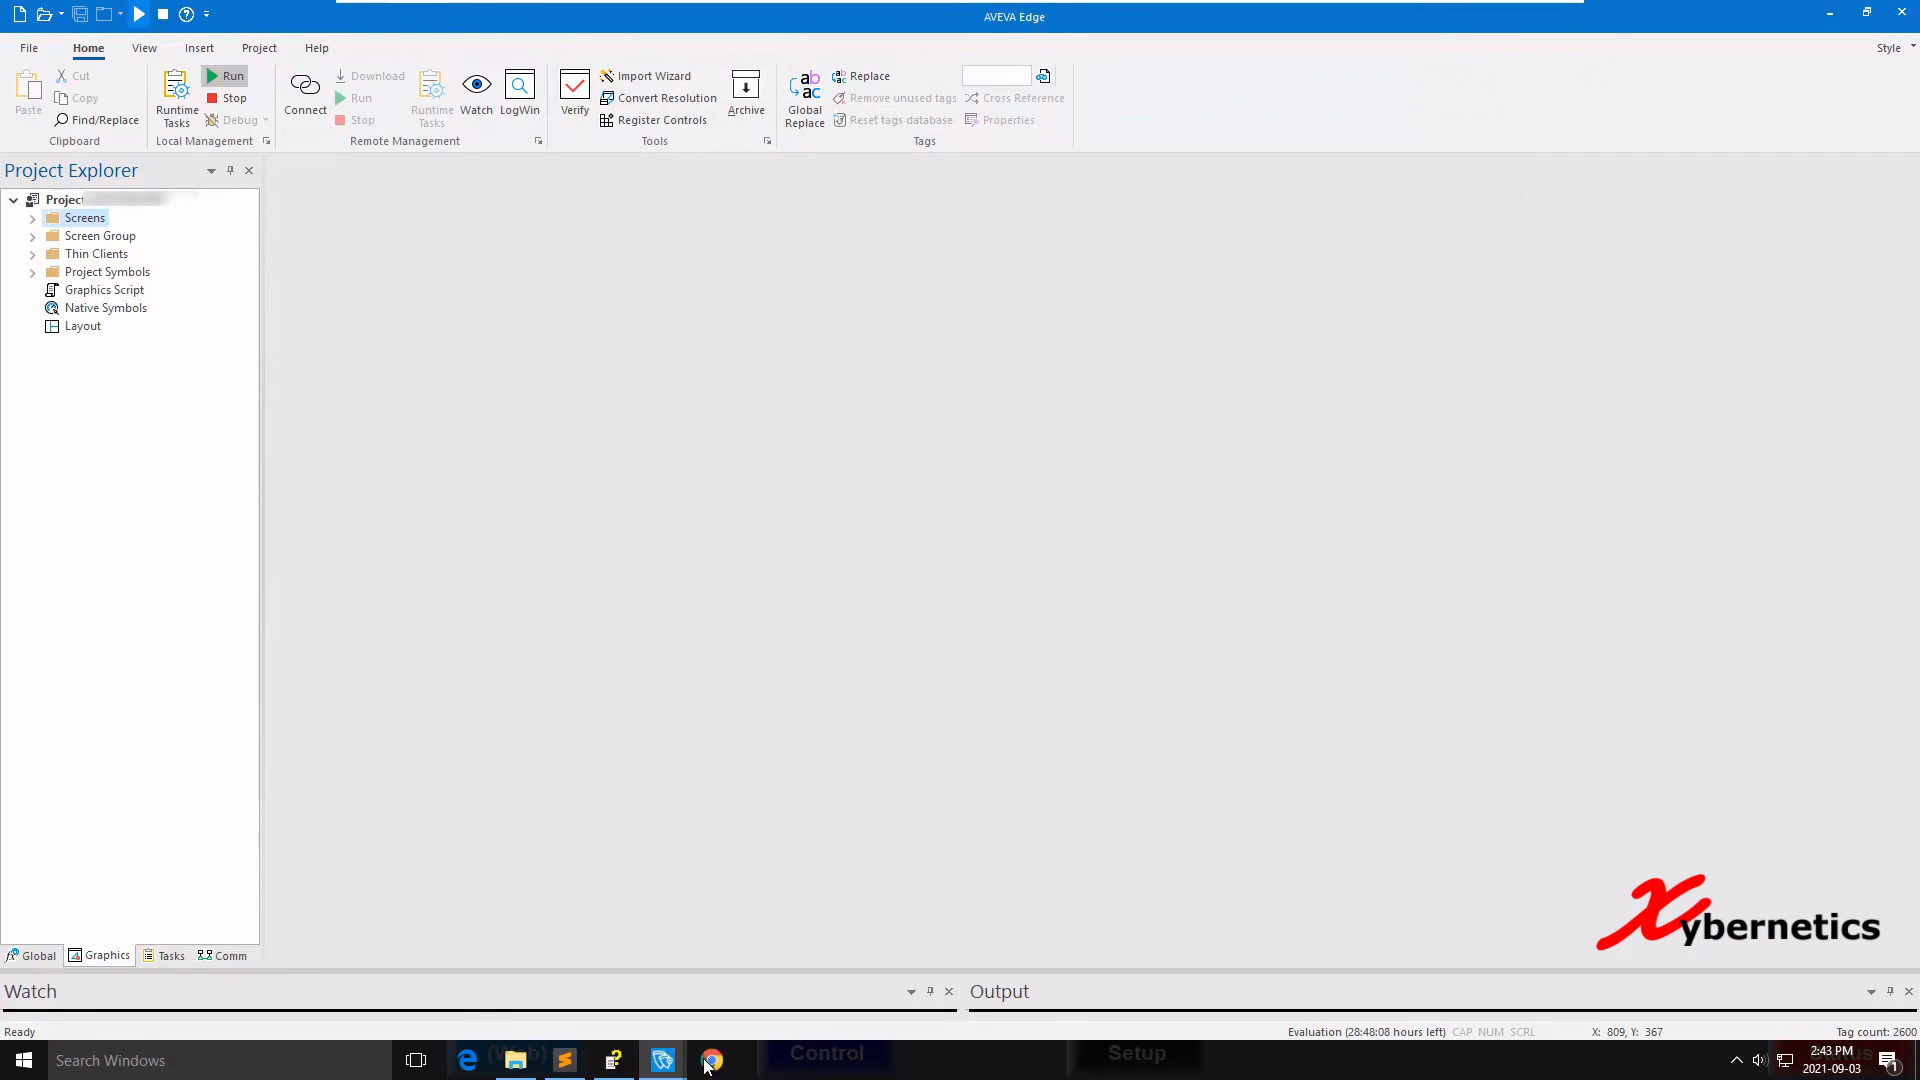 AVEVA Edge
File Home View Insert Project Help Style
Paste Cut Copy Find/Replace Clipboard
Runtime Tasks Run Stop Debug Local Management
Connect Download Run Stop Runtime Tasks Watch LogWin Remote Management
Verify Import Wizard Convert Resolution Register Controls Archive Tools
Global Replace Replace Remove unused tags Reset tags database Cross Reference Properties Tags
Project Explorer
Screens
Screen Group
Thin Clients
Project Symbols
Graphics Script
Native Symbols
Layout
Xybernetics
Global Graphics Tasks Comm
Watch Output
Ready Evaluation (28:48:08 hours left) CAP NUM SCRL X: 809, Y: 367 Tag count: 2600
Search Windows Control Setup 2:43 PM
2021-09-03